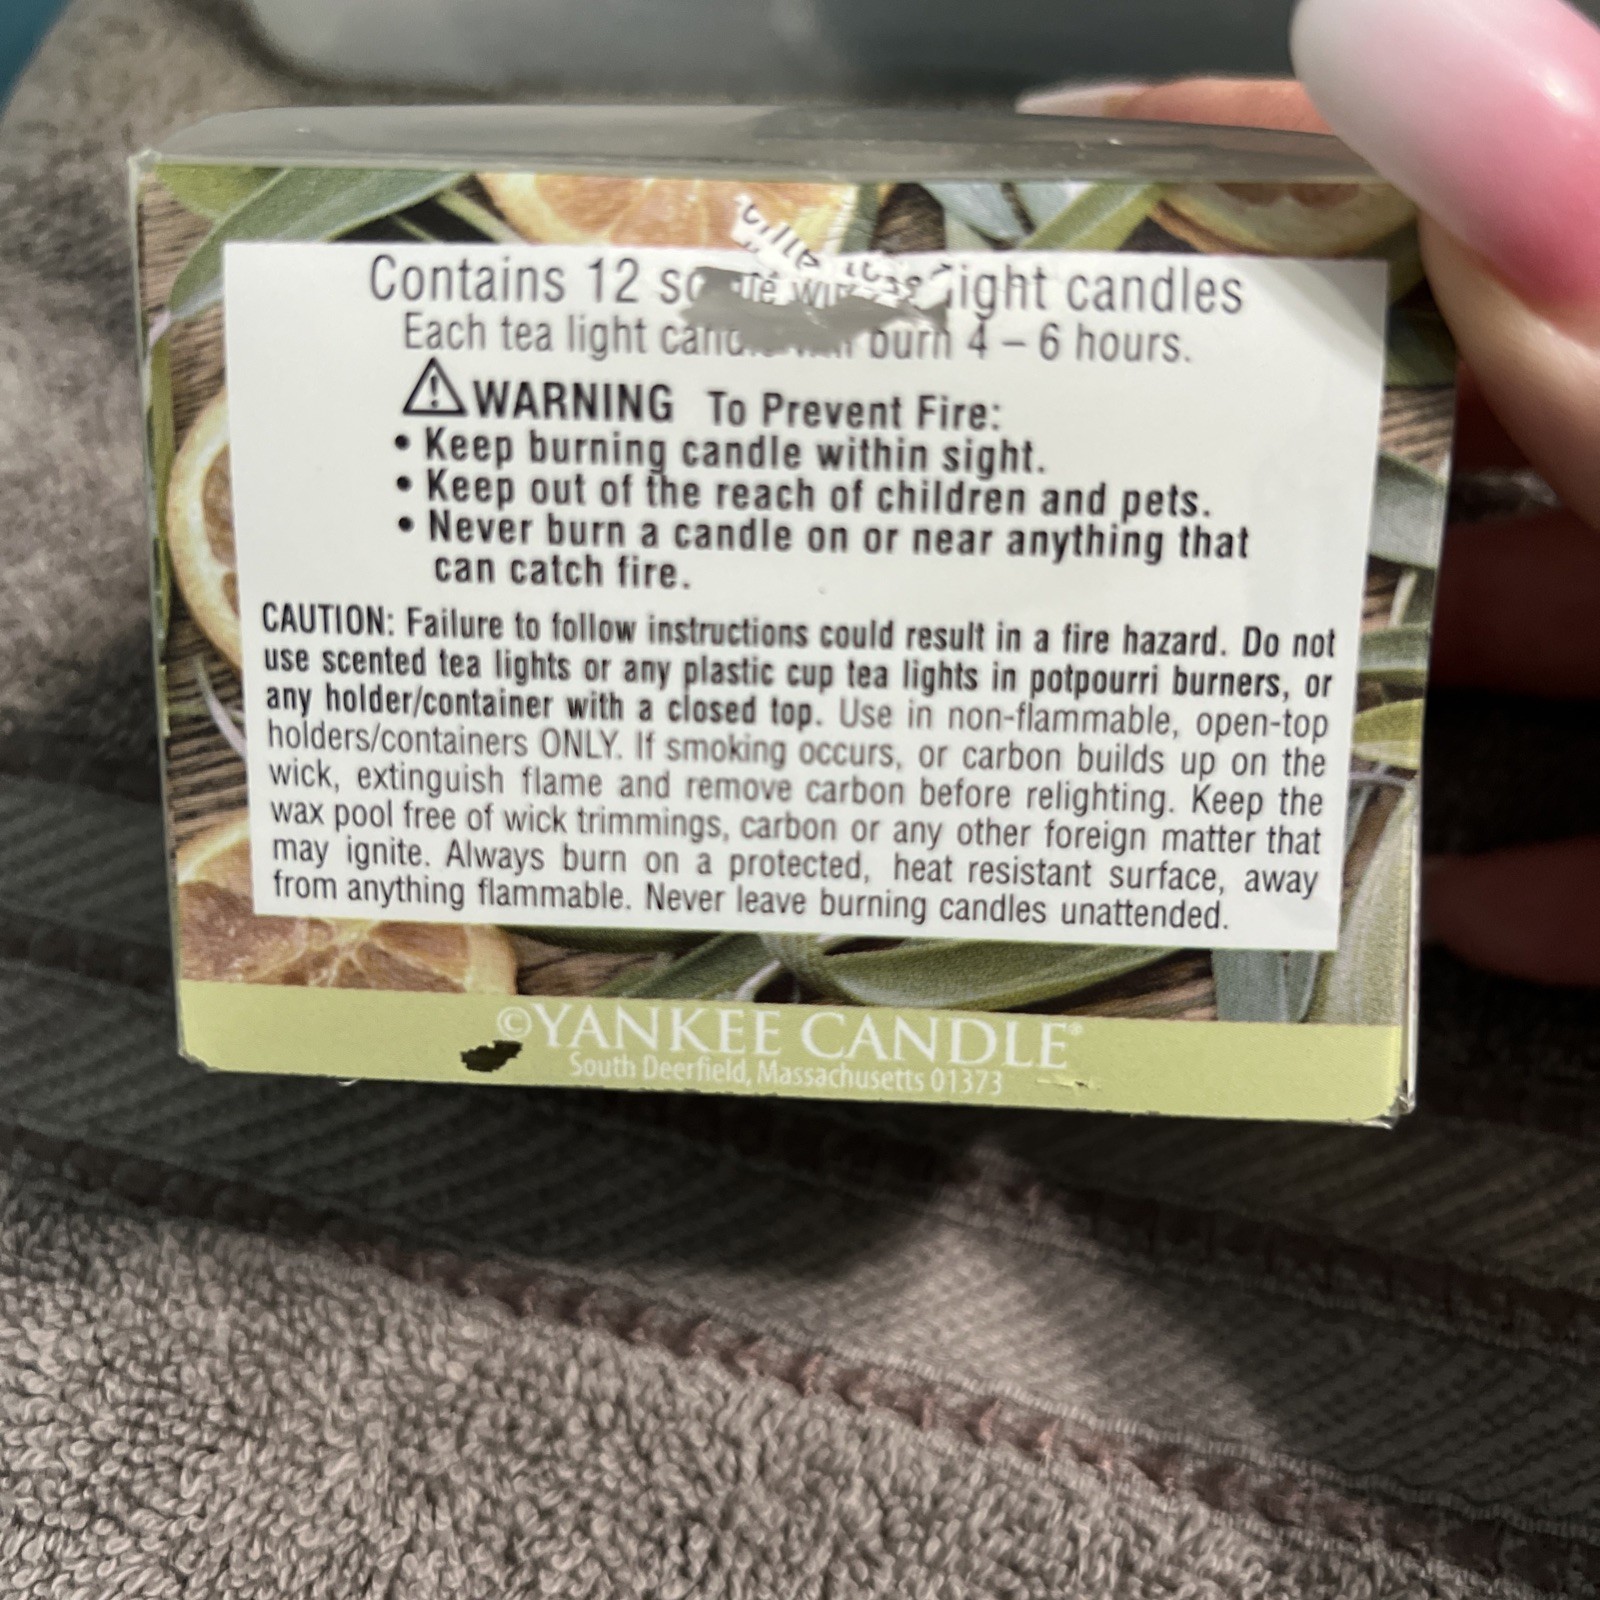 Contains 12 light candles
Each tea light burn 4 – 6 hours.
WARNING To Prevent Fire:
• Keep burning candle within sight.
• Keep out of the reach of children and pets.
• Never burn a candle on or near anything that
can catch fire.
CAUTION: Failure to follow instructions could result in a fire hazard. Do not
use scented tea lights or any plastic cup tea lights in potpourri burners, or
any holder/container with a closed top. Use in non-flammable, open-top
holders/containers ONLY. If smoking occurs, or carbon builds up on the
wick, extinguish flame and remove carbon before relighting. Keep the
wax pool free of wick trimmings, carbon or any other foreign matter that
may ignite. Always burn on a protected, heat resistant surface, away
from anything flammable. Never leave burning candles unattended.
©YANKEE CANDLE®
South Deerfield, Massachusetts 01373